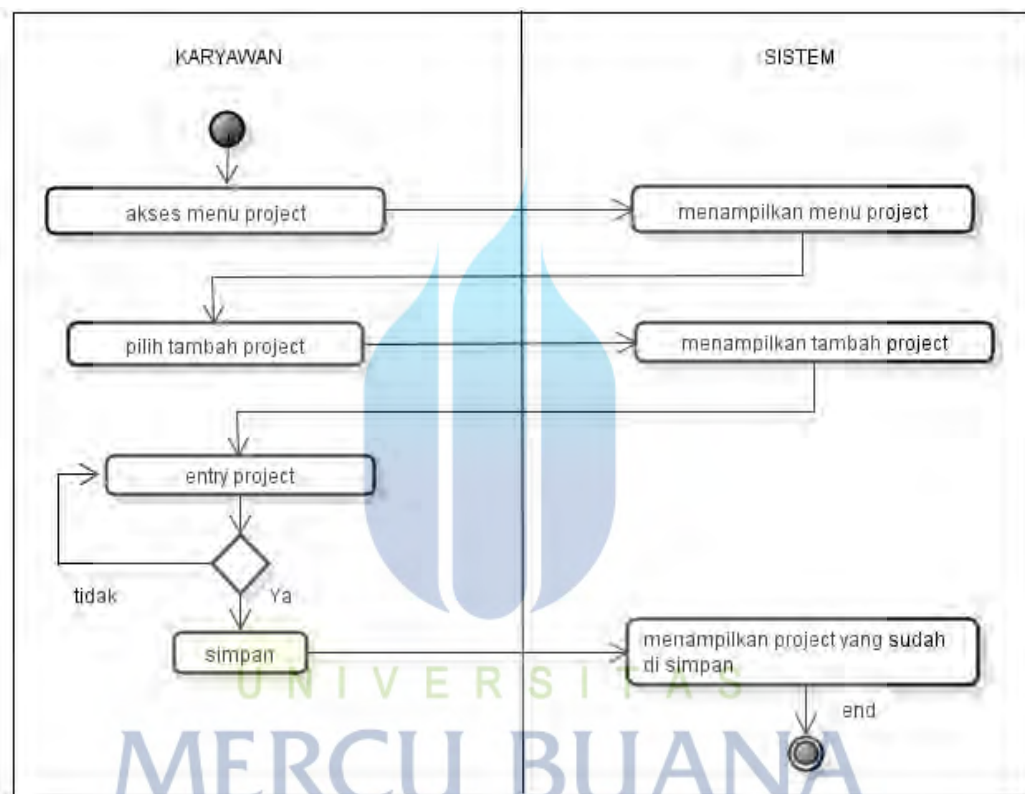 KARYAWAN
SISTEM
akses menu project
menampilkan menu project
pilih tambah project
menampilkan tambah project
entry project
tidak
Ya
simpan
menampilkan project yang sudah
di simpan
end
UNIVERSITAS
MERCU BUANA